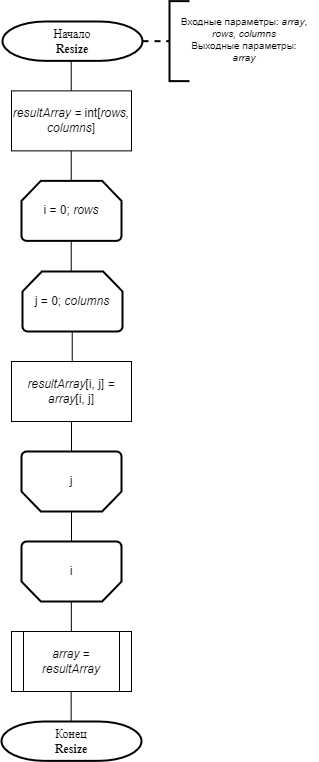 Начало
Resize
Входные параметры: array,
rows, columns
Выходные параметры:
array
resultArray = int[rows,
columns]
i = 0; rows
j = 0; columns
resultArray[i, j] =
array[i, j]
j
i
array =
resultArray
Конец
Resize